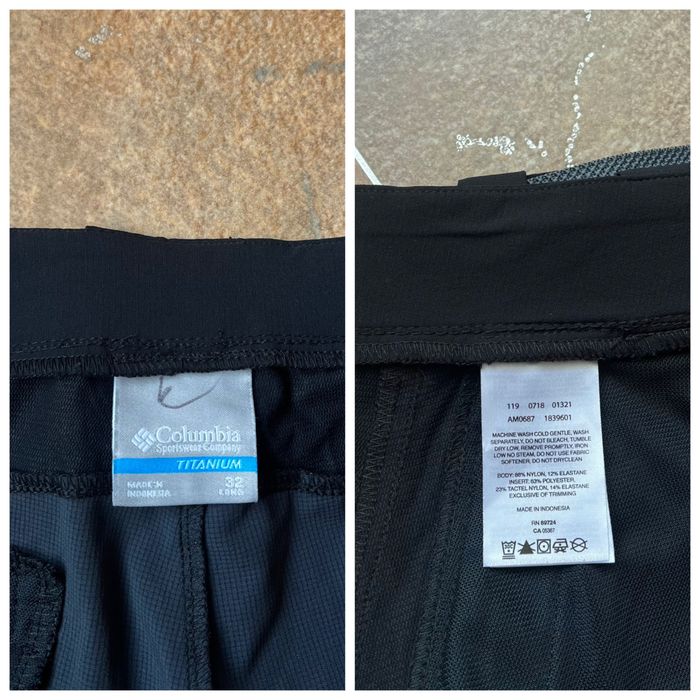 Columbia
Sportswear Company
TITANIUM
MADE IN 32
INDONESIA LONG
119 0718 01321
AM0687 1839601
MACHINE WASH COLD GENTLE, WASH
SEPARATELY, DO NOT BLEACH, TUMBLE
DRY LOW, REMOVE PROMPTLY, IRON
LOW NO STEAM, DO NOT USE FABRIC
SOFTENER, DO NOT DRYCLEAN
BODY: 88% NYLON, 12% ELASTANE
INSERT: 63% POLYESTER,
23% TACTEL NYLON, 14% ELASTANE
EXCLUSIVE OF TRIMMING
MADE IN INDONESIA
RN 69724
CA 05367